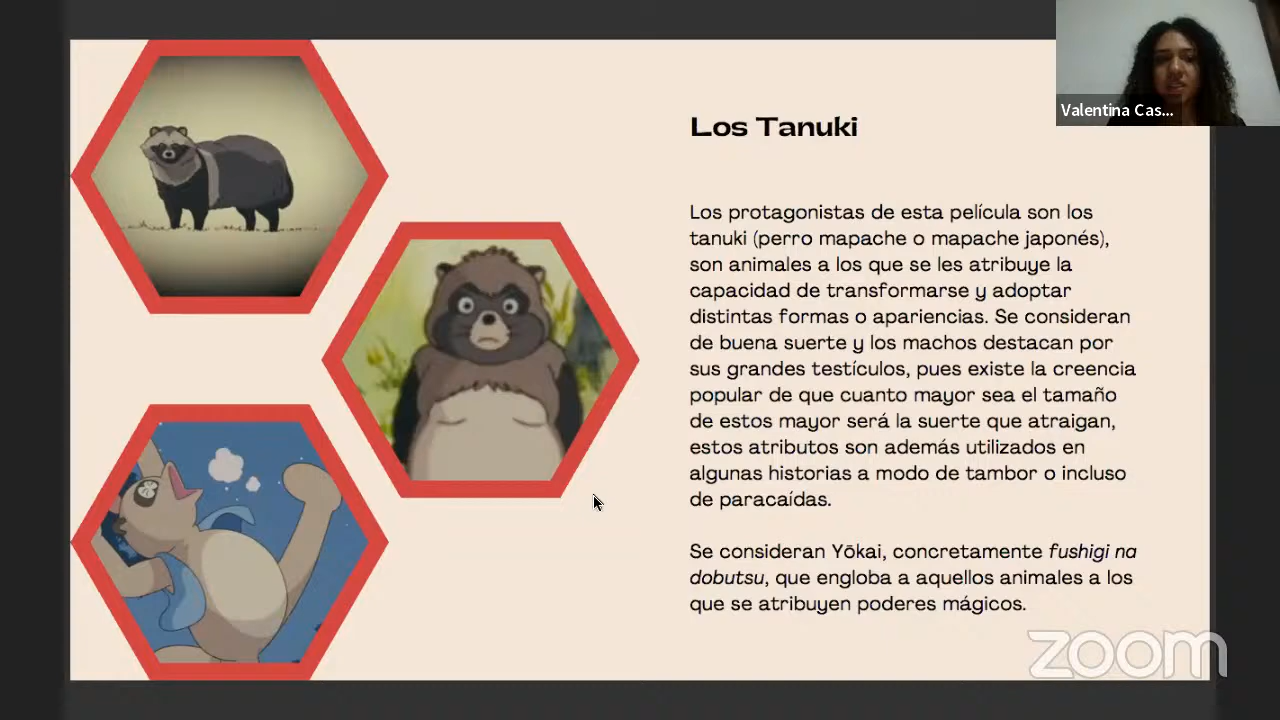 Valentina Cas...
Los Tanuki
Los protagonistas de esta película son los
tanuki (perro mapache o mapache japonés),
son animales a los que se les atribuye la
capacidad de transformarse y adoptar
distintas formas o apariencias. Se consideran
de buena suerte y los machos destacan por
sus grandes testículos, pues existe la creencia
popular de que cuanto mayor sea el tamaño
de estos mayor será la suerte que atraigan,
estos atributos son además utilizados en
algunas historias a modo de tambor o incluso
de paracaídas.
Se consideran Yōkai, concretamente fushigi na
dobutsu, que engloba a aquellos animales a los
que se atribuyen poderes mágicos.
zoom